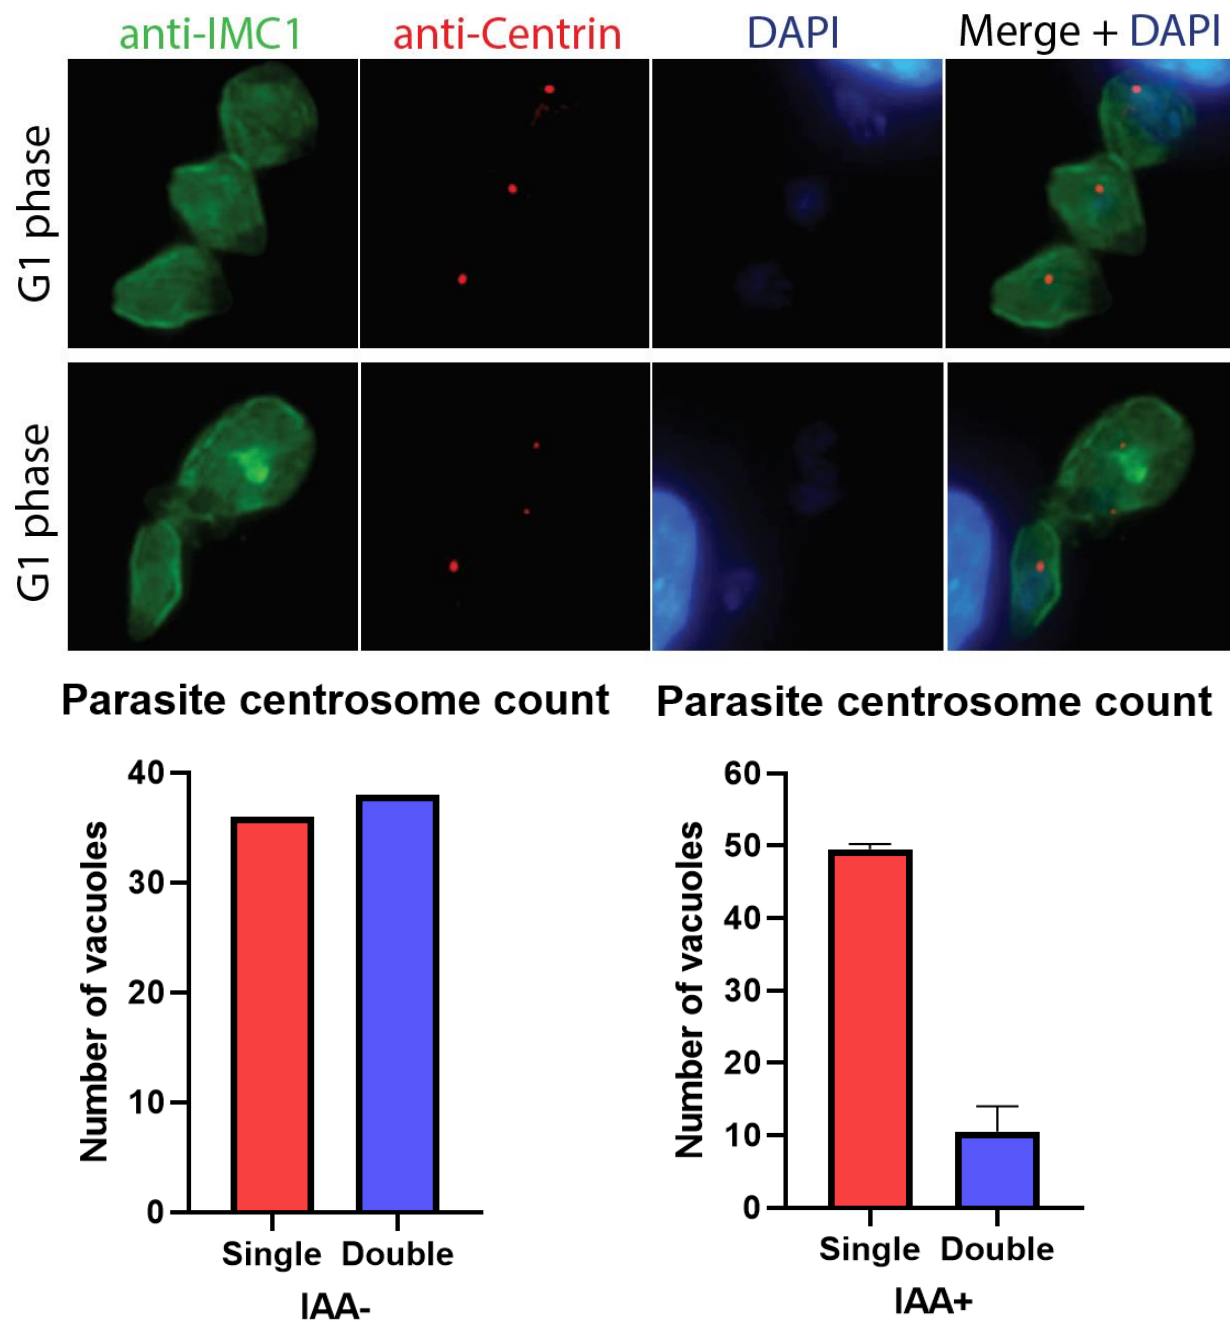 anti-IMC1 anti-Centrin DAPI Merge + DAPI
G1 phase
G1 phase
Parasite centrosome count
Number of vacuoles
40
30
20
10
0
Single Double
IAA-
Parasite centrosome count
Number of vacuoles
60
50
40
30
20
10
0
Single Double
IAA+